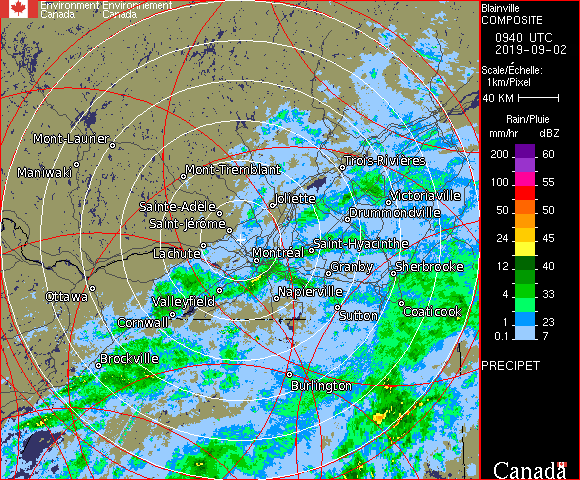 Environment Environnement
Canada Canada
Blainville
COMPOSITE
0940 UTC
2019-09-02
Scale/Échelle:
1km/Pixel
40 KM
Rain/Pluie
mm/hr dBZ
200 60
100 55
50 50
24 45
12 40
4 33
1 23
0.1 7
PRECIPET
Canada
Mont-Laurier
Maniwaki
Mont-Tremblant
Trois-Rivières
Joliette
Victoriaville
Sainte-Adèle
Drummondville
Saint-Jérôme
Lachute
Montréal
Saint-Hyacinthe
Granby
Sherbrooke
Ottawa
Valleyfield
Napierville
Cornwall
Sutton
Coaticook
Brockville
Burlington